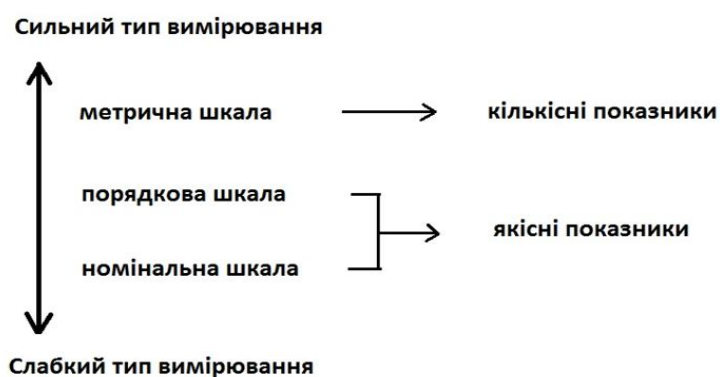 Сильний тип вимірювання
метрична шкала
кількісні показники
порядкова шкала
якісні показники
номінальна шкала
Слабкий тип вимірювання